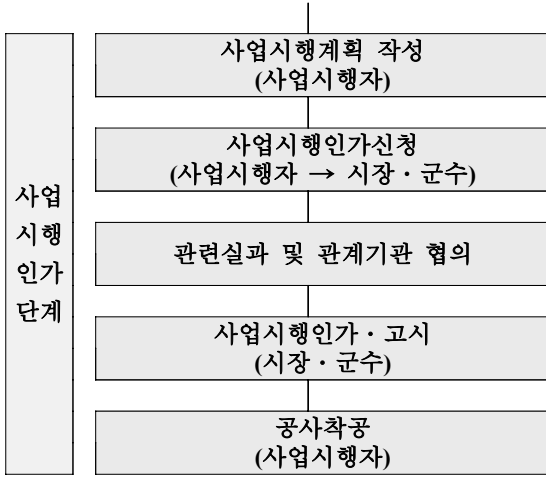 사업
시행
인가
단계
사업시행계획 작성
(사업시행자)
사업시행인가신청
(사업시행자 → 시장·군수)
관련실과 및 관계기관 협의
사업시행인가·고시
(시장·군수)
공사착공
(사업시행자)